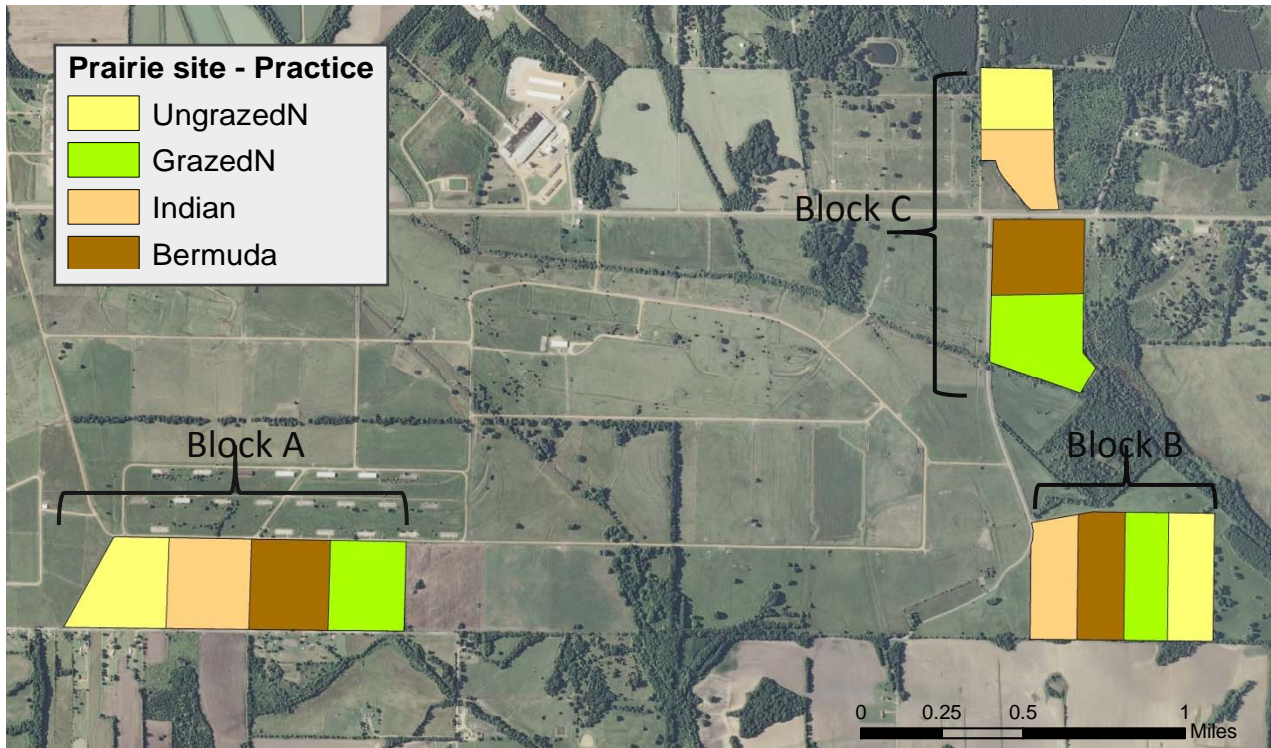 Prairie site - Practice
UngrazedN
GrazedN
Indian
Bermuda
Block C
Block A
Block B
0 0.25 0.5 1
Miles